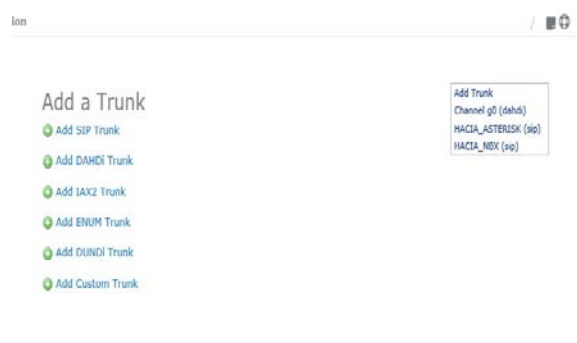 ion
/
Add a Trunk
Add SIP Trunk
Add DAHDi Trunk
Add IAX2 Trunk
Add ENUM Trunk
Add DUNDi Trunk
Add Custom Trunk
Add Trunk
Channel g0 (dahdi)
HACIA_ASTERISK (sip)
HACIA_NBX (sip)